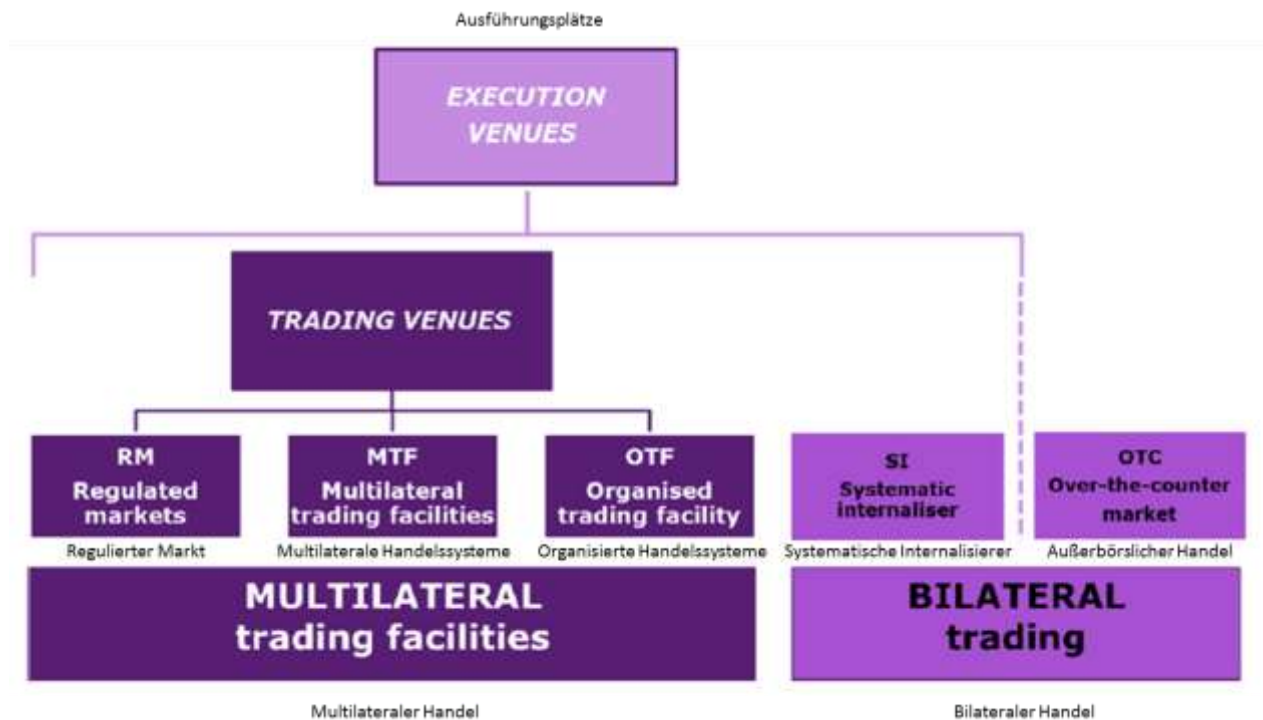 Ausführungsplätze
EXECUTION
VENUES
TRADING VENUES
RM
Regulated
markets
MTF
Multilateral
trading facilities
OTF
Organised
trading facility
SI
Systematic
internaliser
OTC
Over-the-counter
market
Regulierter Markt
Multilaterale Handelssysteme
Organisierte Handelssysteme
Systematische Internalisierer
Außerbörslicher Handel
MULTILATERAL
trading facilities
BILATERAL
trading
Multilateraler Handel
Bilateraler Handel